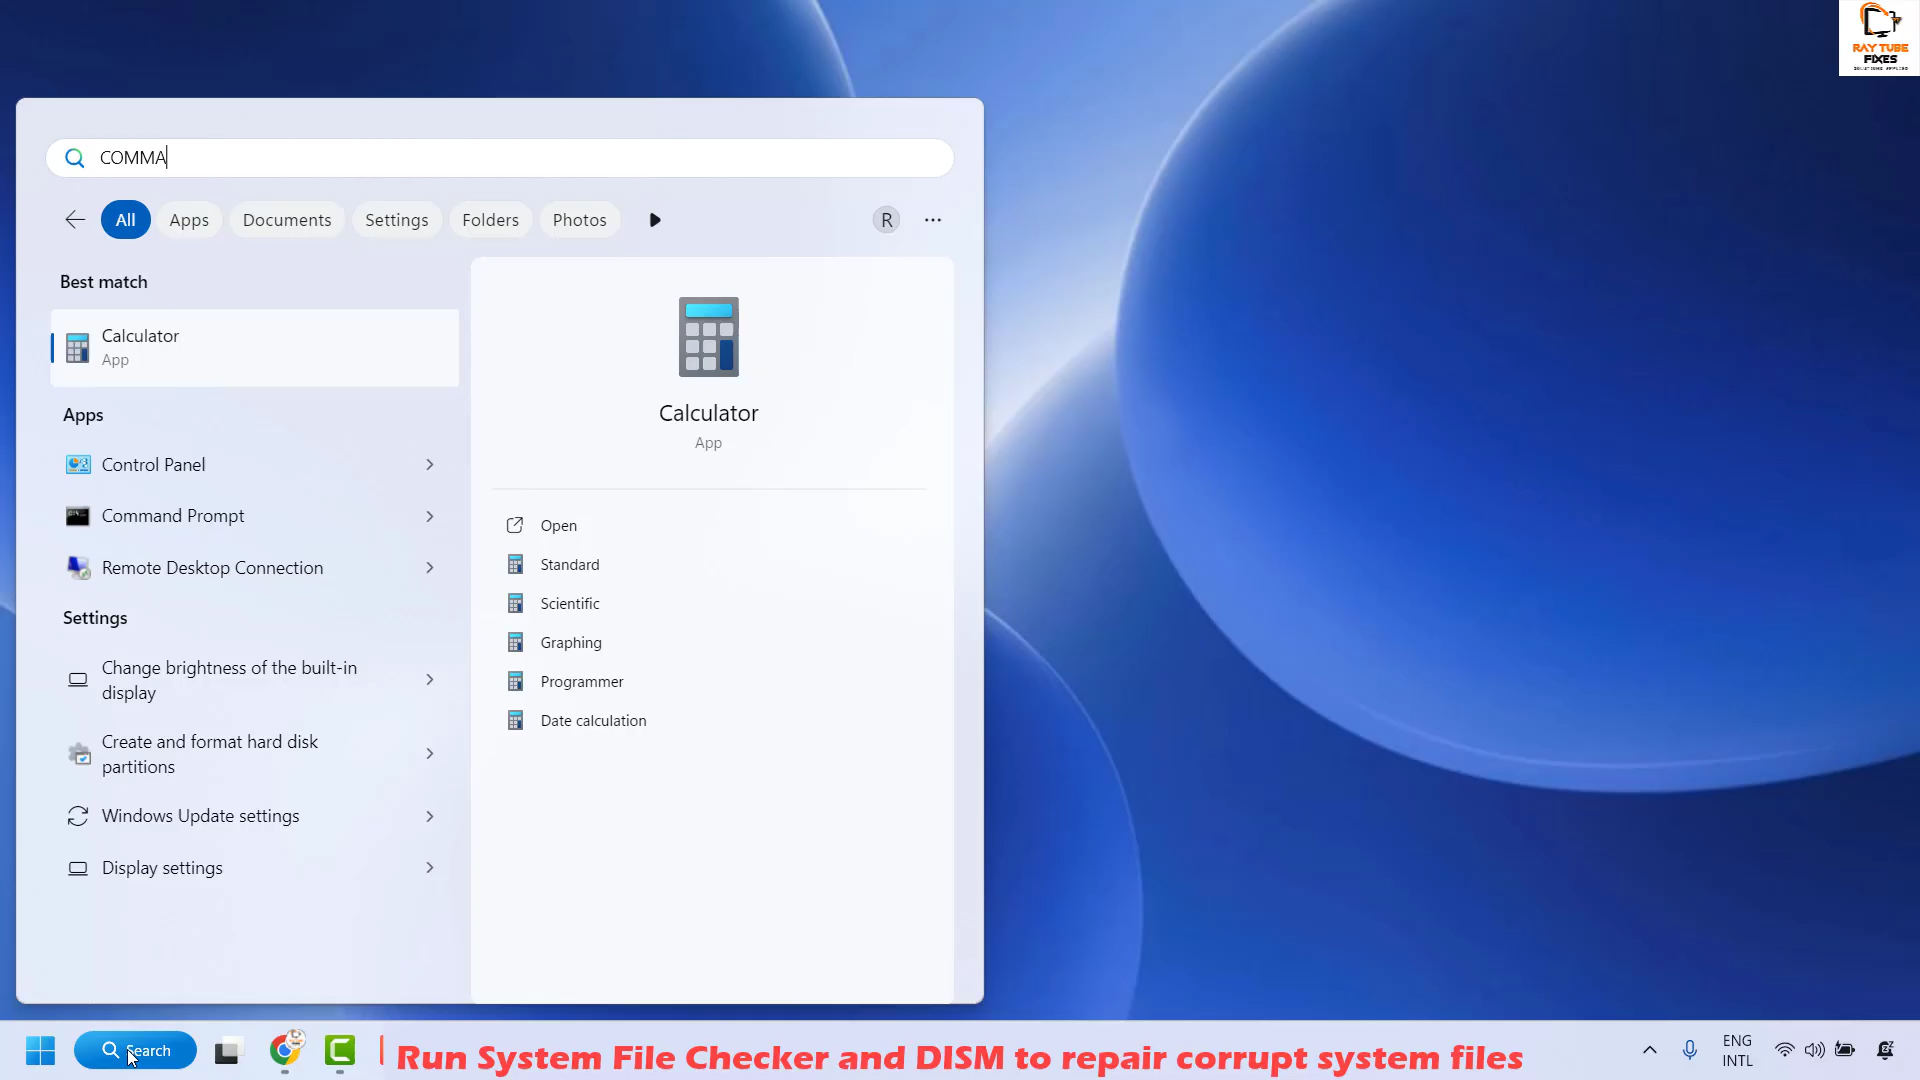 RAY TUBE
FIXES
SOLUTIONS APPLIED
COMMA
All
Apps
Documents
Settings
Folders
Photos
R
Best match
Calculator
App
Apps
Control Panel
Command Prompt
Remote Desktop Connection
Settings
Change brightness of the built-in
display
Create and format hard disk
partitions
Windows Update settings
Display settings
Calculator
App
Open
Standard
Scientific
Graphing
Programmer
Date calculation
Search
Run System File Checker and DISM to repair corrupt system files
ENG
INTL